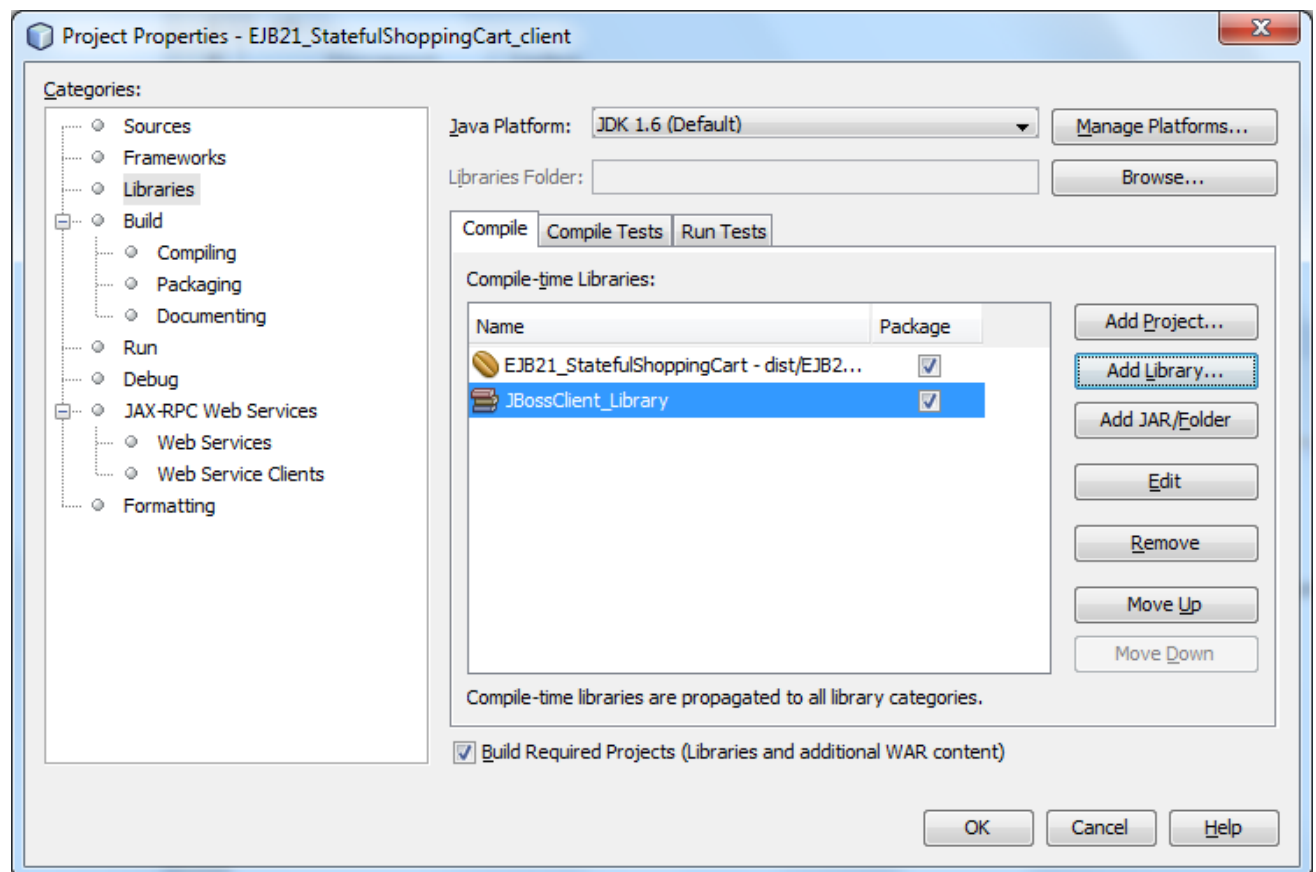 Project Properties - EJB21_StatefulShoppingCart_client
Categories:
Sources
Frameworks
Libraries
Build
Compiling
Packaging
Documenting
Run
Debug
JAX-RPC Web Services
Web Services
Web Service Clients
Formatting
Java Platform: JDK 1.6 (Default) Manage Platforms...
Libraries Folder: Browse...
Compile Compile Tests Run Tests
Compile-time Libraries:
Name Package
EJB21_StatefulShoppingCart - dist/EJB2...
JBossClient_Library
Add Project...
Add Library...
Add JAR/Folder
Edit
Remove
Move Up
Move Down
Compile-time libraries are propagated to all library categories.
Build Required Projects (Libraries and additional WAR content)
OK Cancel Help